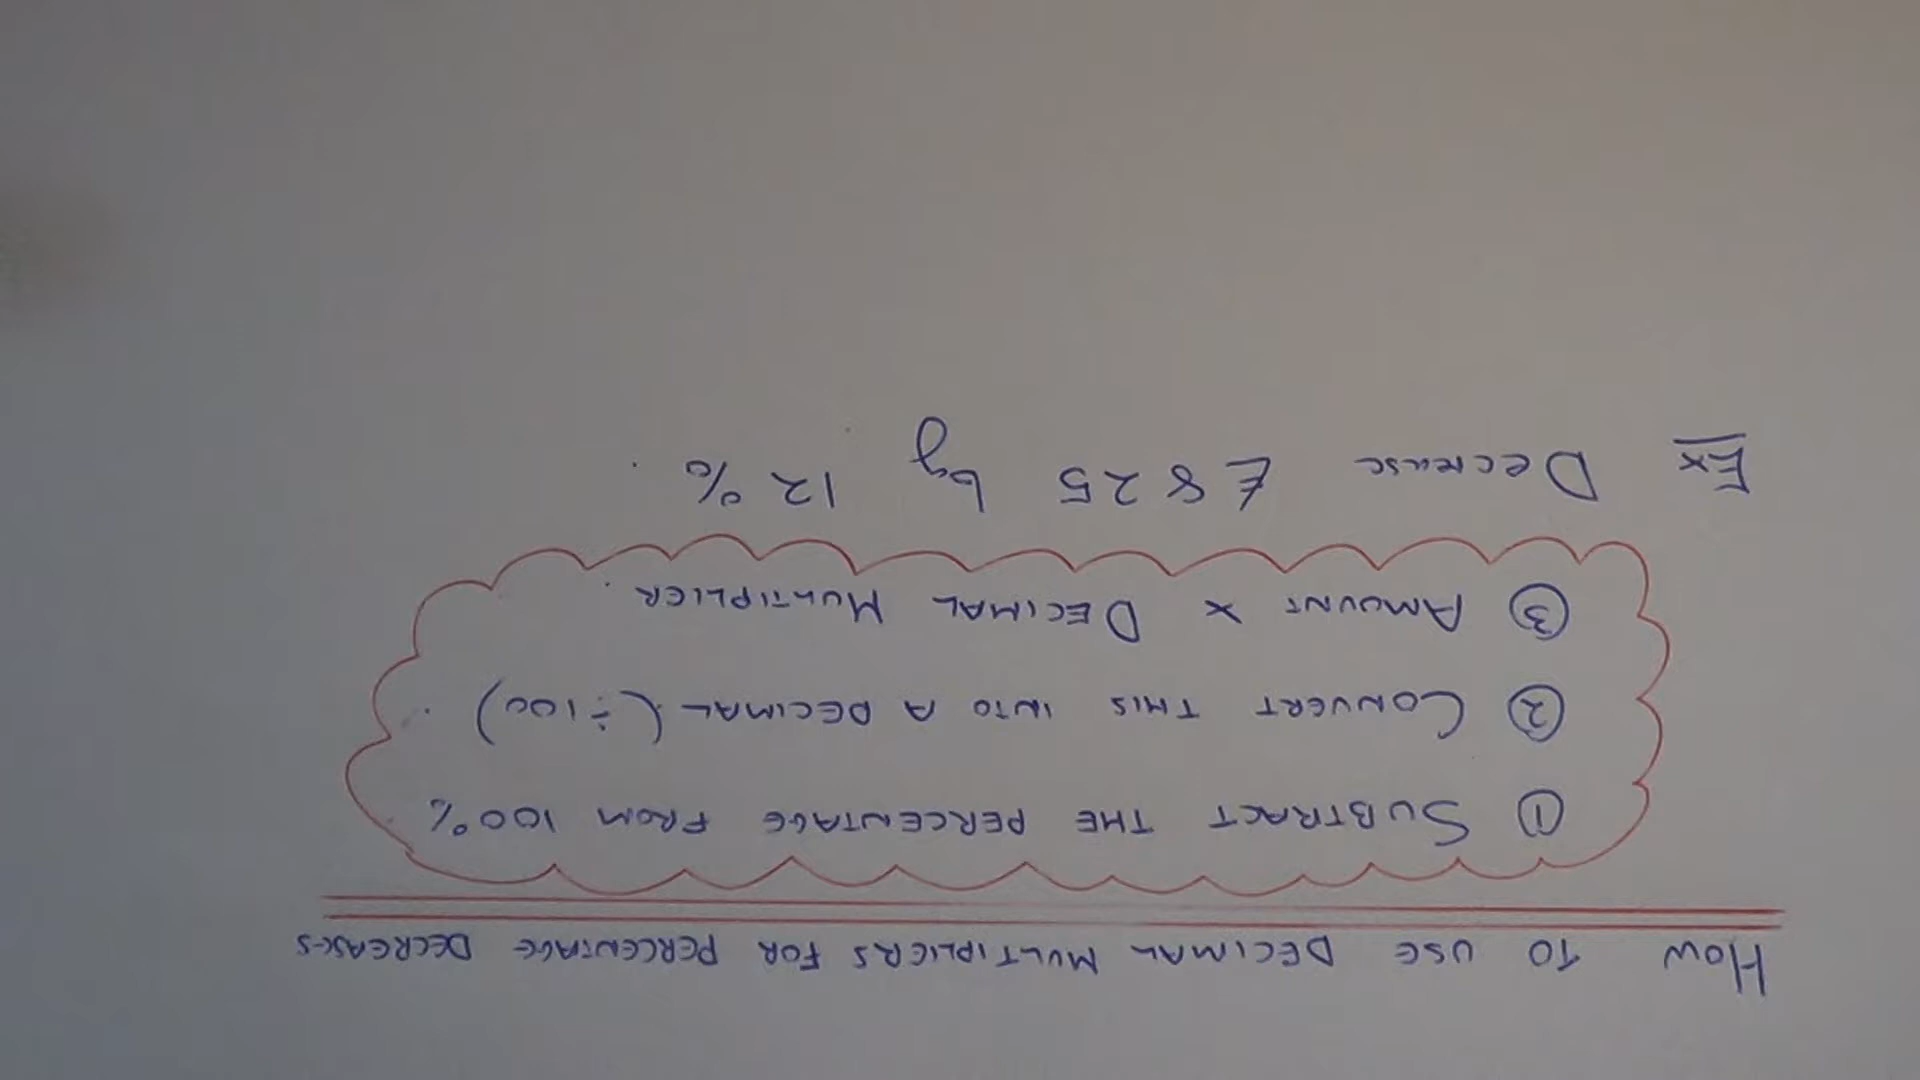 HOW TO USE DECIMAL MULTIPLIERS FOR PERCENTAGE DECREASES
① SUBTRACT THE PERCENTAGE FROM 100%
② CONVERT THIS INTO A DECIMAL (÷100).
③ AMOUNT × DECIMAL MULTIPLIER.
Ex Decrease £825 by 12%.